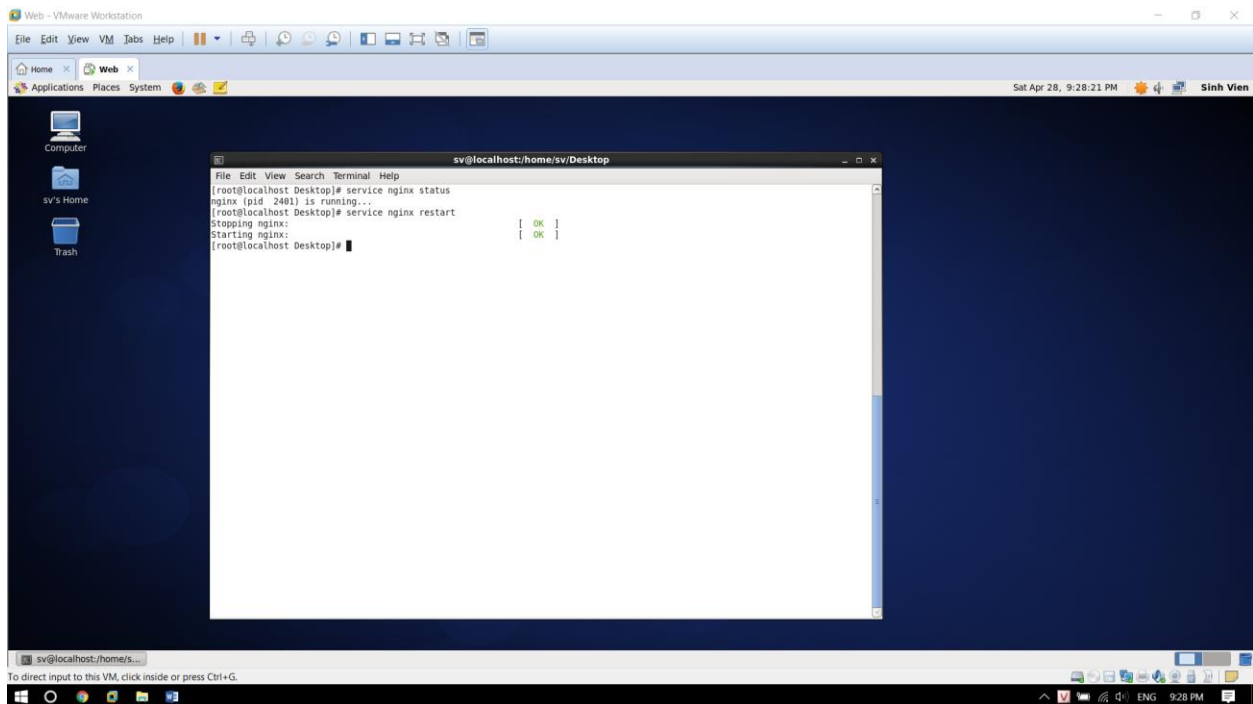 Web - VMware Workstation
File Edit View VM Tabs Help
Home Web
Applications Places System Sat Apr 28, 9:28:21 PM Sinh Vien
Computer
sv's Home
Trash
sv@localhost:/home/sv/Desktop
File Edit View Search Terminal Help
[root@localhost Desktop]# service nginx status
nginx (pid  2401) is running...
[root@localhost Desktop]# service nginx restart
Stopping nginx: [  OK  ]
Starting nginx: [  OK  ]
[root@localhost Desktop]#
sv@localhost:/home/s...
To direct input to this VM, click inside or press Ctrl+G.
V ENG 9:28 PM